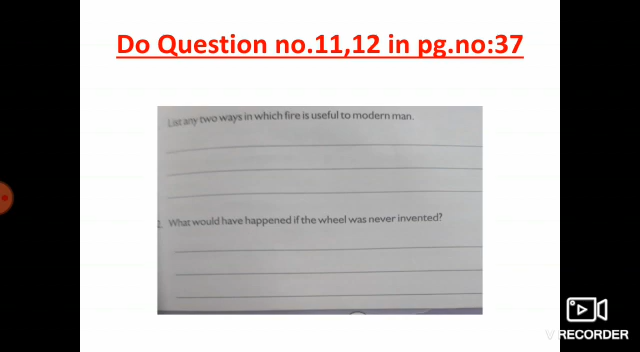 Do Question no.11,12 in pg.no:37
List any two ways in which fire is useful to modern man.
2. What would have happened if the wheel was never invented?
V RECORDER